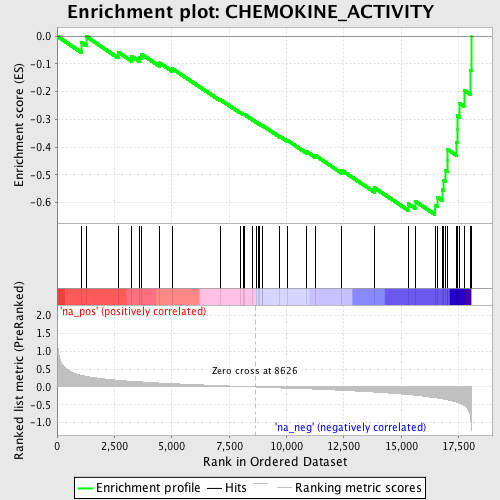 Enrichment plot: CHEMOKINE_ACTIVITY
Enrichment score (ES)
0.0
-0.1
-0.2
-0.3
-0.4
-0.5
-0.6
'na_pos' (positively correlated)
Ranked list metric (PreRanked)
2.0
1.5
1.0
0.5
0.0
-0.5
-1.0
Zero cross at 8626
'na_neg' (negatively correlated)
0 2,500 5,000 7,500 10,000 12,500 15,000 17,500
Rank in Ordered Dataset
Enrichment profile Hits Ranking metric scores